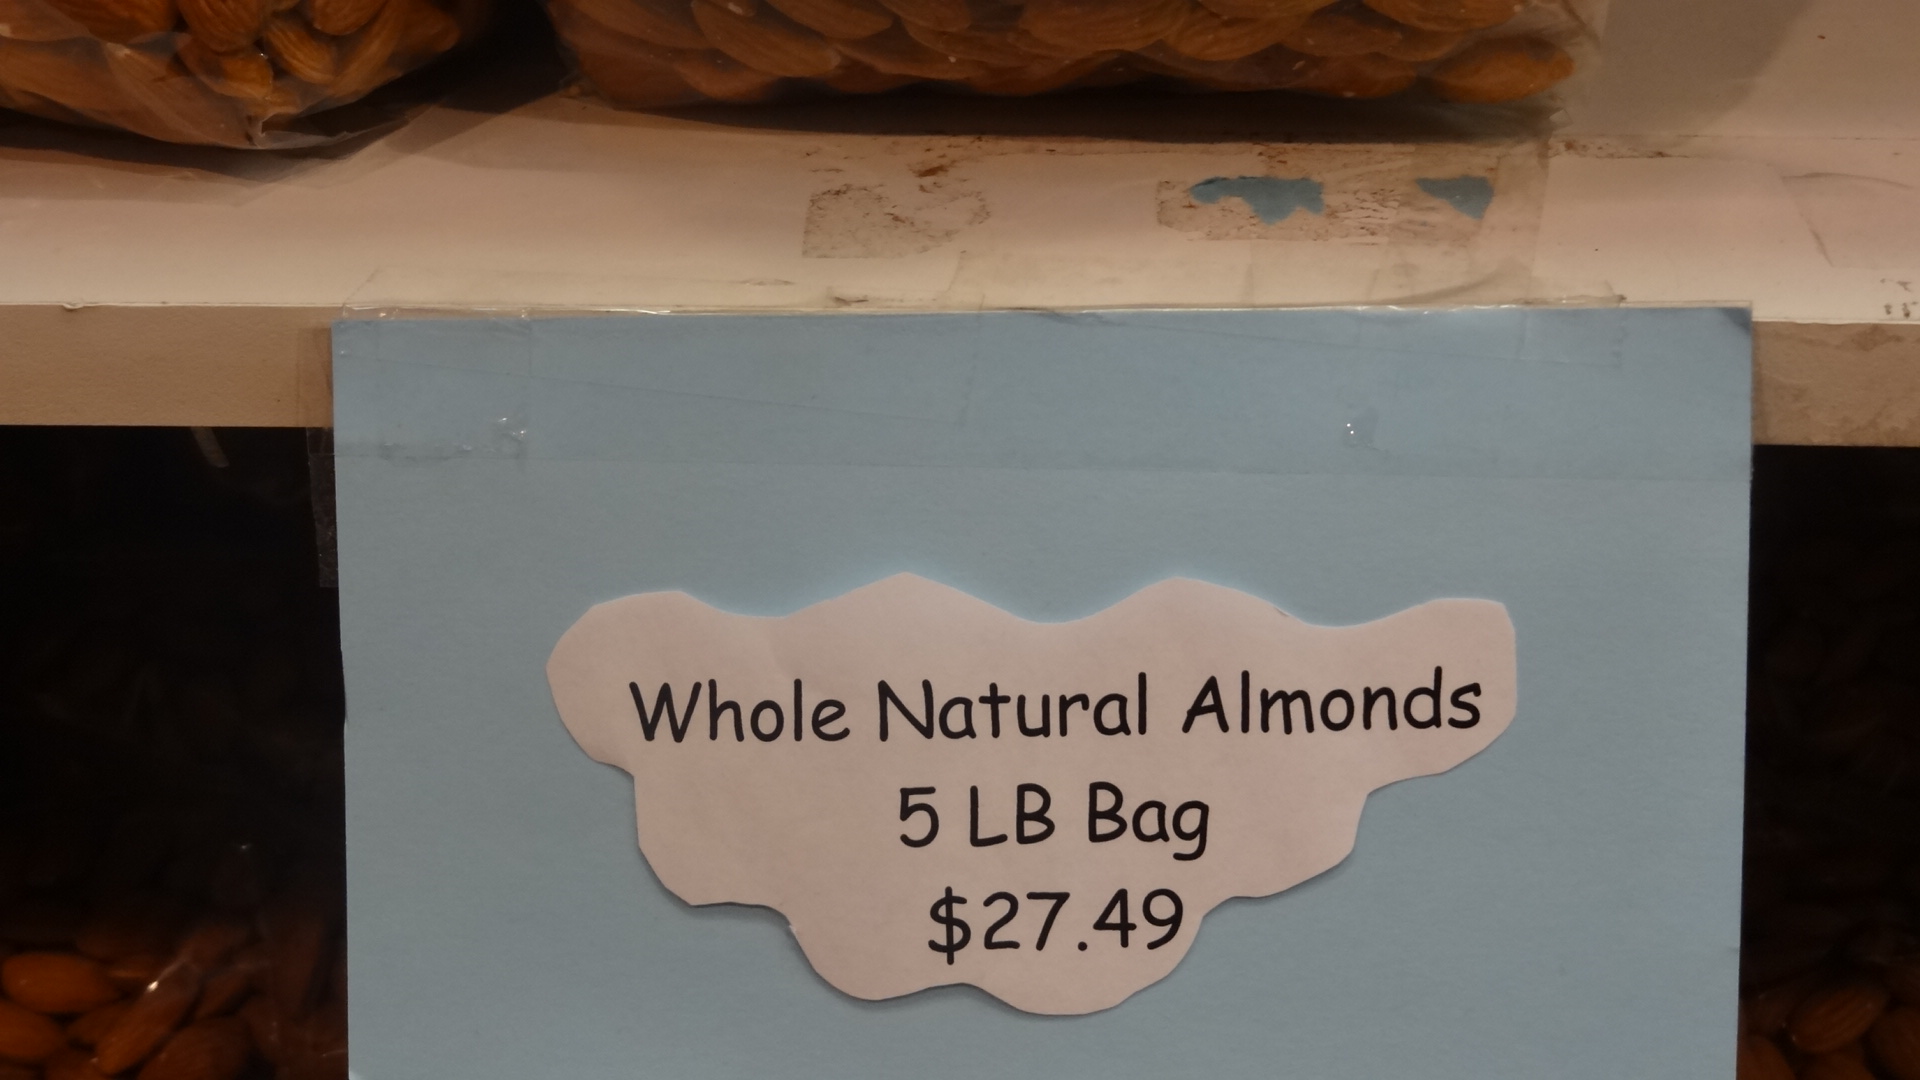 Whole Natural Almonds
5 LB Bag
$27.49